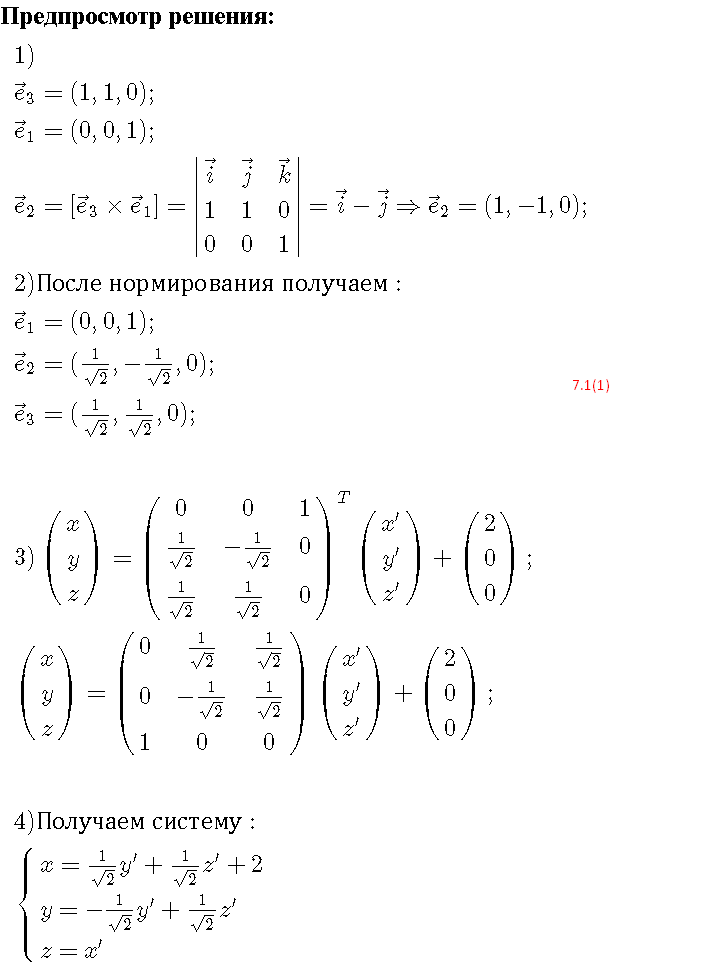 Предпросмотр решения:
1)
$\vec{e}_3 = (1, 1, 0);$
$\vec{e}_1 = (0, 0, 1);$
$\vec{e}_2 = [\vec{e}_3 \times \vec{e}_1] = \begin{vmatrix} \vec{i} & \vec{j} & \vec{k} \\ 1 & 1 & 0 \\ 0 & 0 & 1 \end{vmatrix} = \vec{i} - \vec{j} \Rightarrow \vec{e}_2 = (1, -1, 0);$
2)После нормирования получаем :
$\vec{e}_1 = (0, 0, 1);$
$\vec{e}_2 = (\frac{1}{\sqrt{2}}, -\frac{1}{\sqrt{2}}, 0);$
7.1(1)
$\vec{e}_3 = (\frac{1}{\sqrt{2}}, \frac{1}{\sqrt{2}}, 0);$
3) $\begin{pmatrix} x \\ y \\ z \end{pmatrix} = \begin{pmatrix} 0 & 0 & 1 \\ \frac{1}{\sqrt{2}} & -\frac{1}{\sqrt{2}} & 0 \\ \frac{1}{\sqrt{2}} & \frac{1}{\sqrt{2}} & 0 \end{pmatrix}^T \begin{pmatrix} x' \\ y' \\ z' \end{pmatrix} + \begin{pmatrix} 2 \\ 0 \\ 0 \end{pmatrix};$
$\begin{pmatrix} x \\ y \\ z \end{pmatrix} = \begin{pmatrix} 0 & \frac{1}{\sqrt{2}} & \frac{1}{\sqrt{2}} \\ 0 & -\frac{1}{\sqrt{2}} & \frac{1}{\sqrt{2}} \\ 1 & 0 & 0 \end{pmatrix} \begin{pmatrix} x' \\ y' \\ z' \end{pmatrix} + \begin{pmatrix} 2 \\ 0 \\ 0 \end{pmatrix};$
4)Получаем систему :
$\begin{cases} x = \frac{1}{\sqrt{2}}y' + \frac{1}{\sqrt{2}}z' + 2 \\ y = -\frac{1}{\sqrt{2}}y' + \frac{1}{\sqrt{2}}z' \\ z = x' \end{cases}$